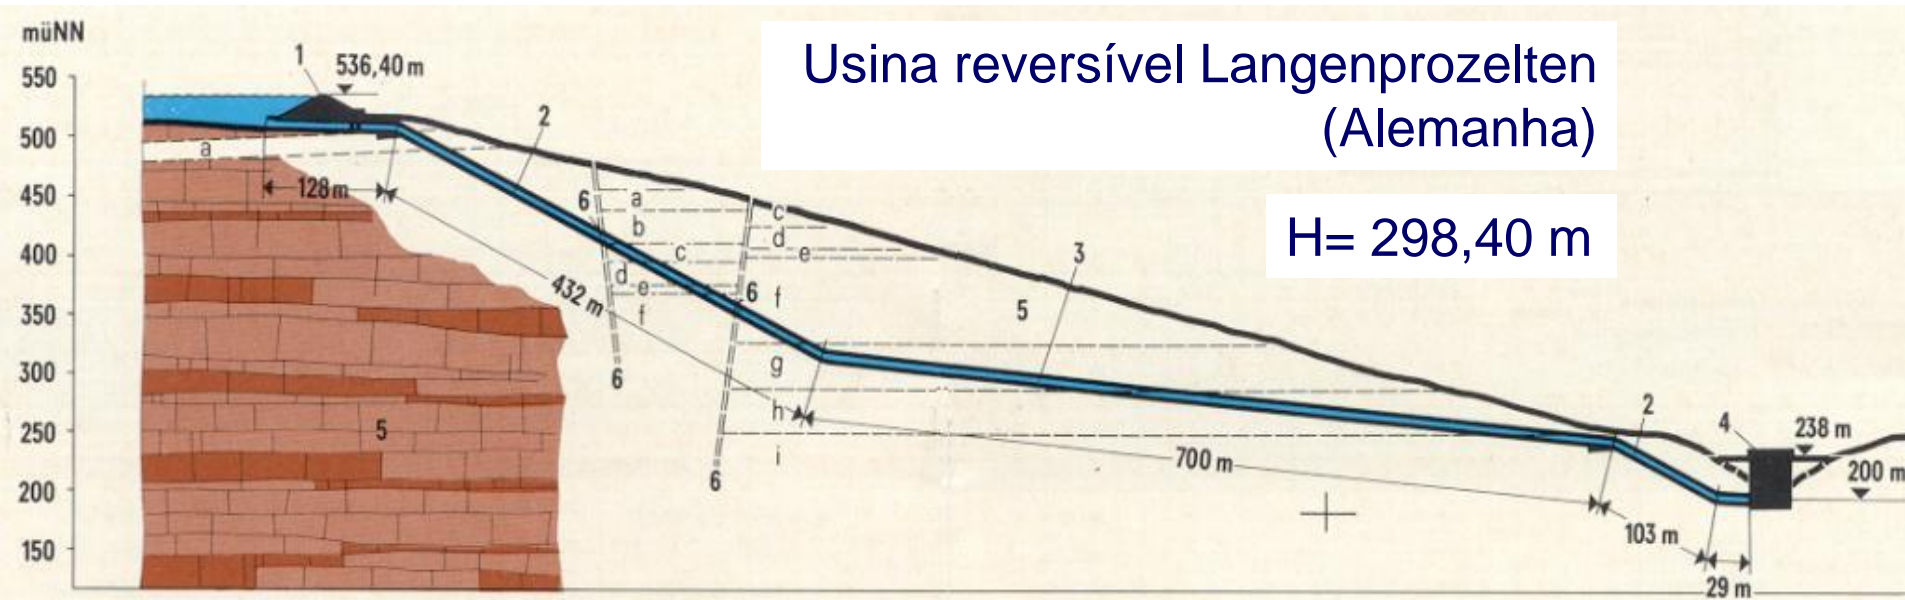 müNN
Usina reversível Langenprozelten
(Alemanha)
H= 298,40 m
1
536,40 m
550
500
450
400
350
300
250
200
150
2
a
128 m
432 m
6
a
b
c
d
e
f
6
c
d
e
6
f
g
h
i
6
5
3
5
700 m
2
4
238 m
200 m
103 m
29 m